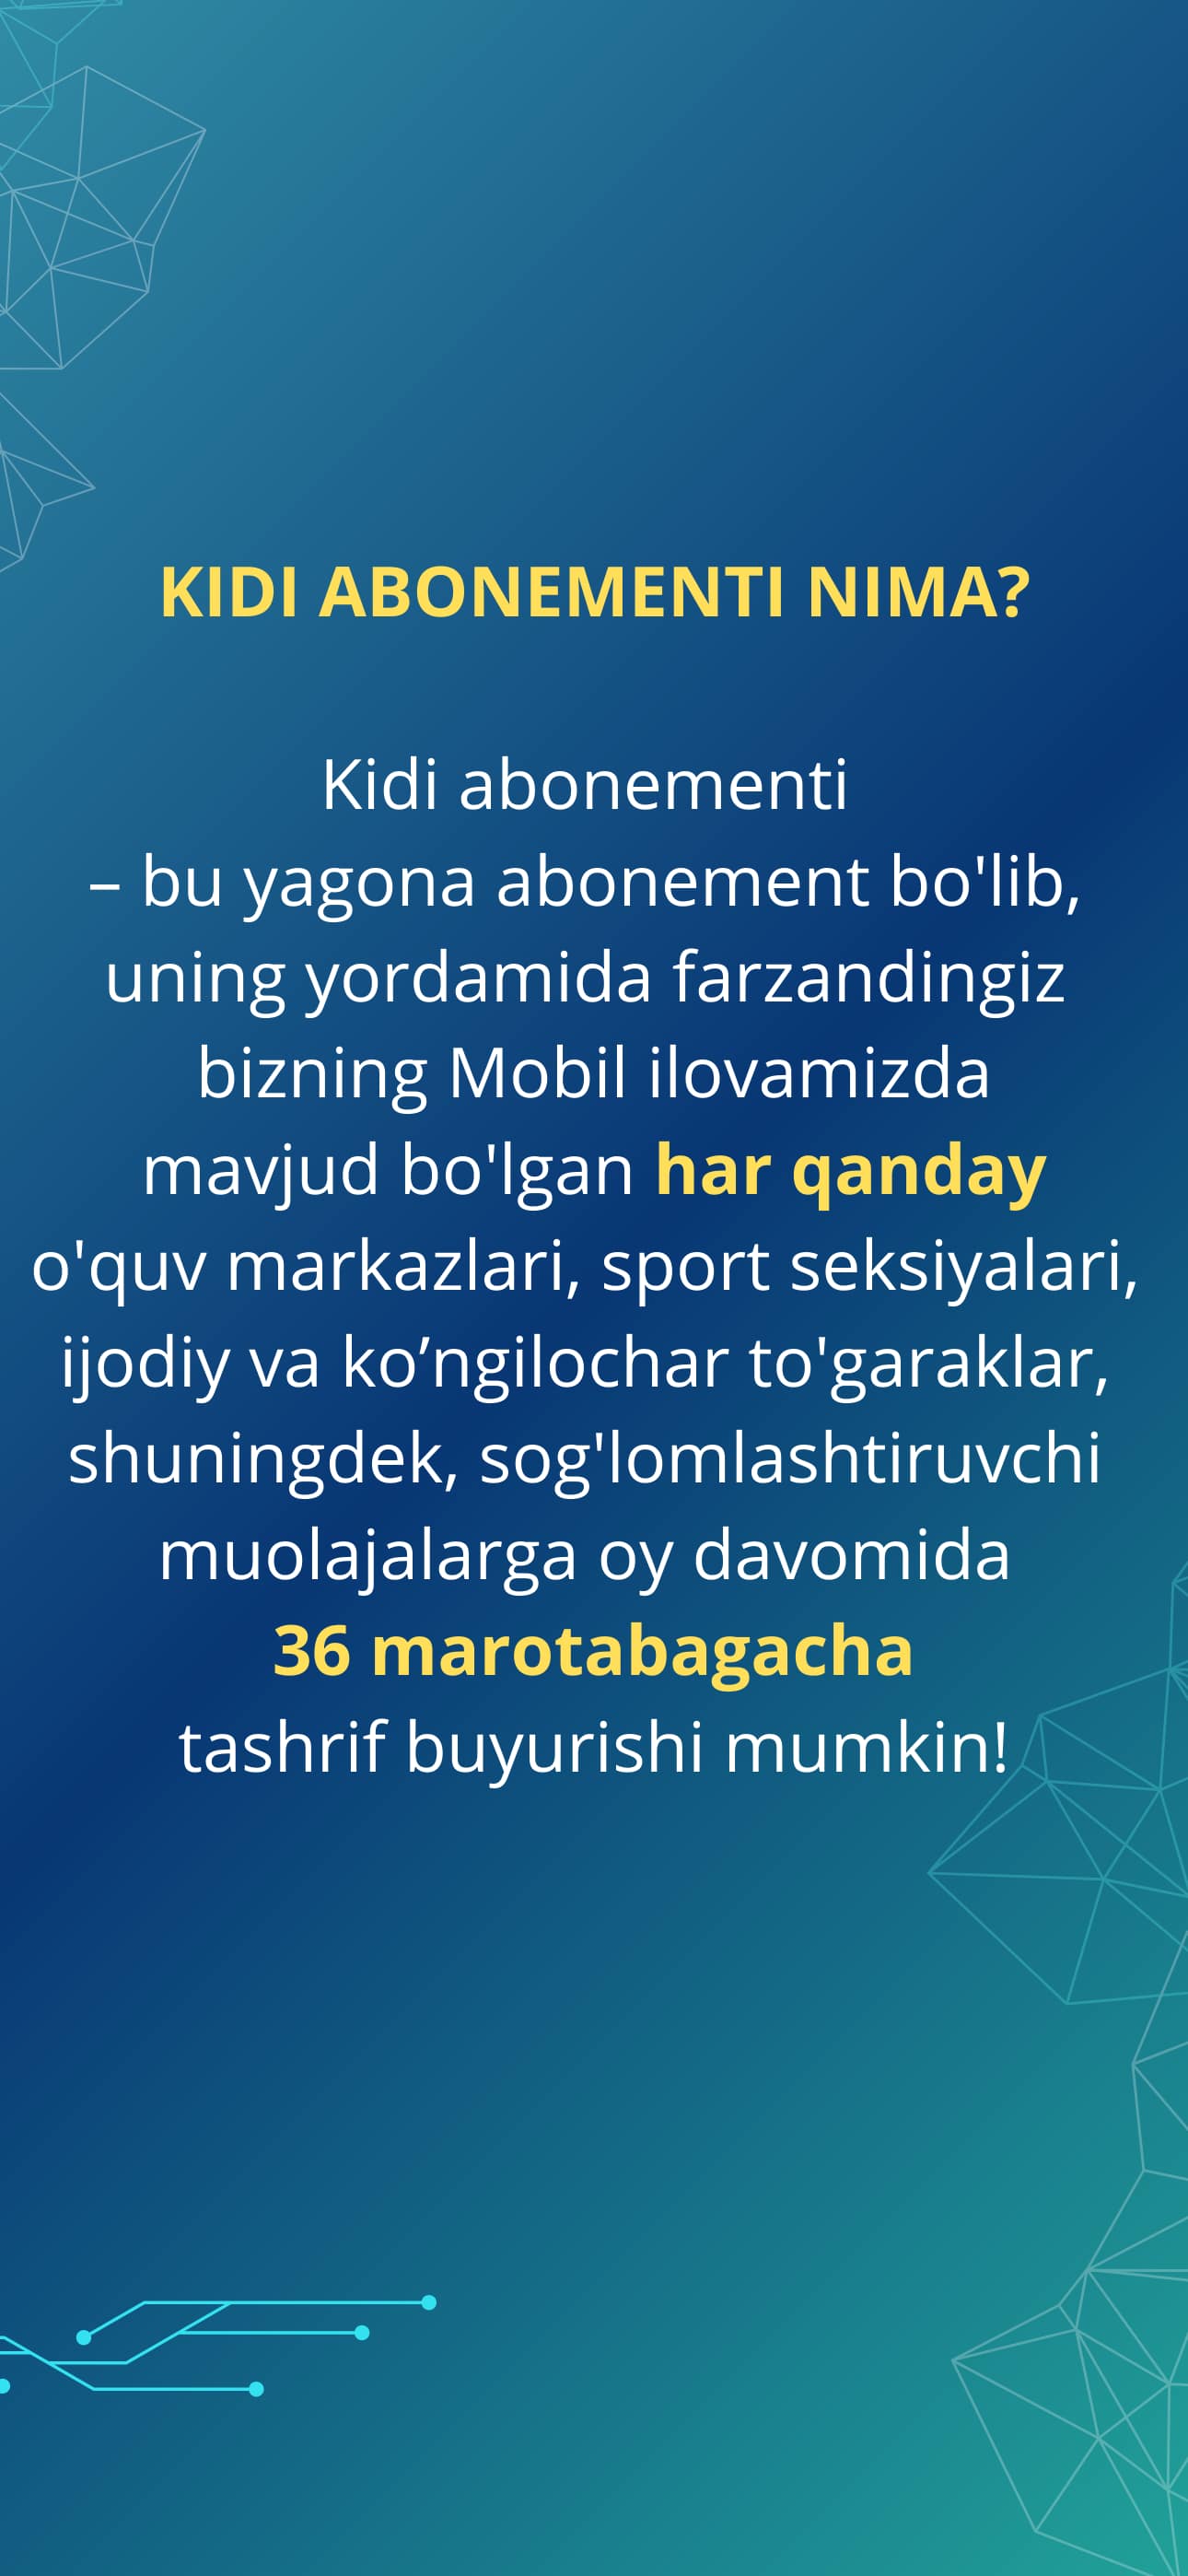 KIDI ABONEMENTI NIMA?
Kidi abonementi
– bu yagona abonement bo'lib,
uning yordamida farzandingiz
bizning Mobil ilovamizda
mavjud bo'lgan har qanday
o'quv markazlari, sport seksiyalari,
ijodiy va ko’ngilochar to'garaklar,
shuningdek, sog'lomlashtiruvchi
muolajalarga oy davomida
36 marotabagacha
tashrif buyurishi mumkin!